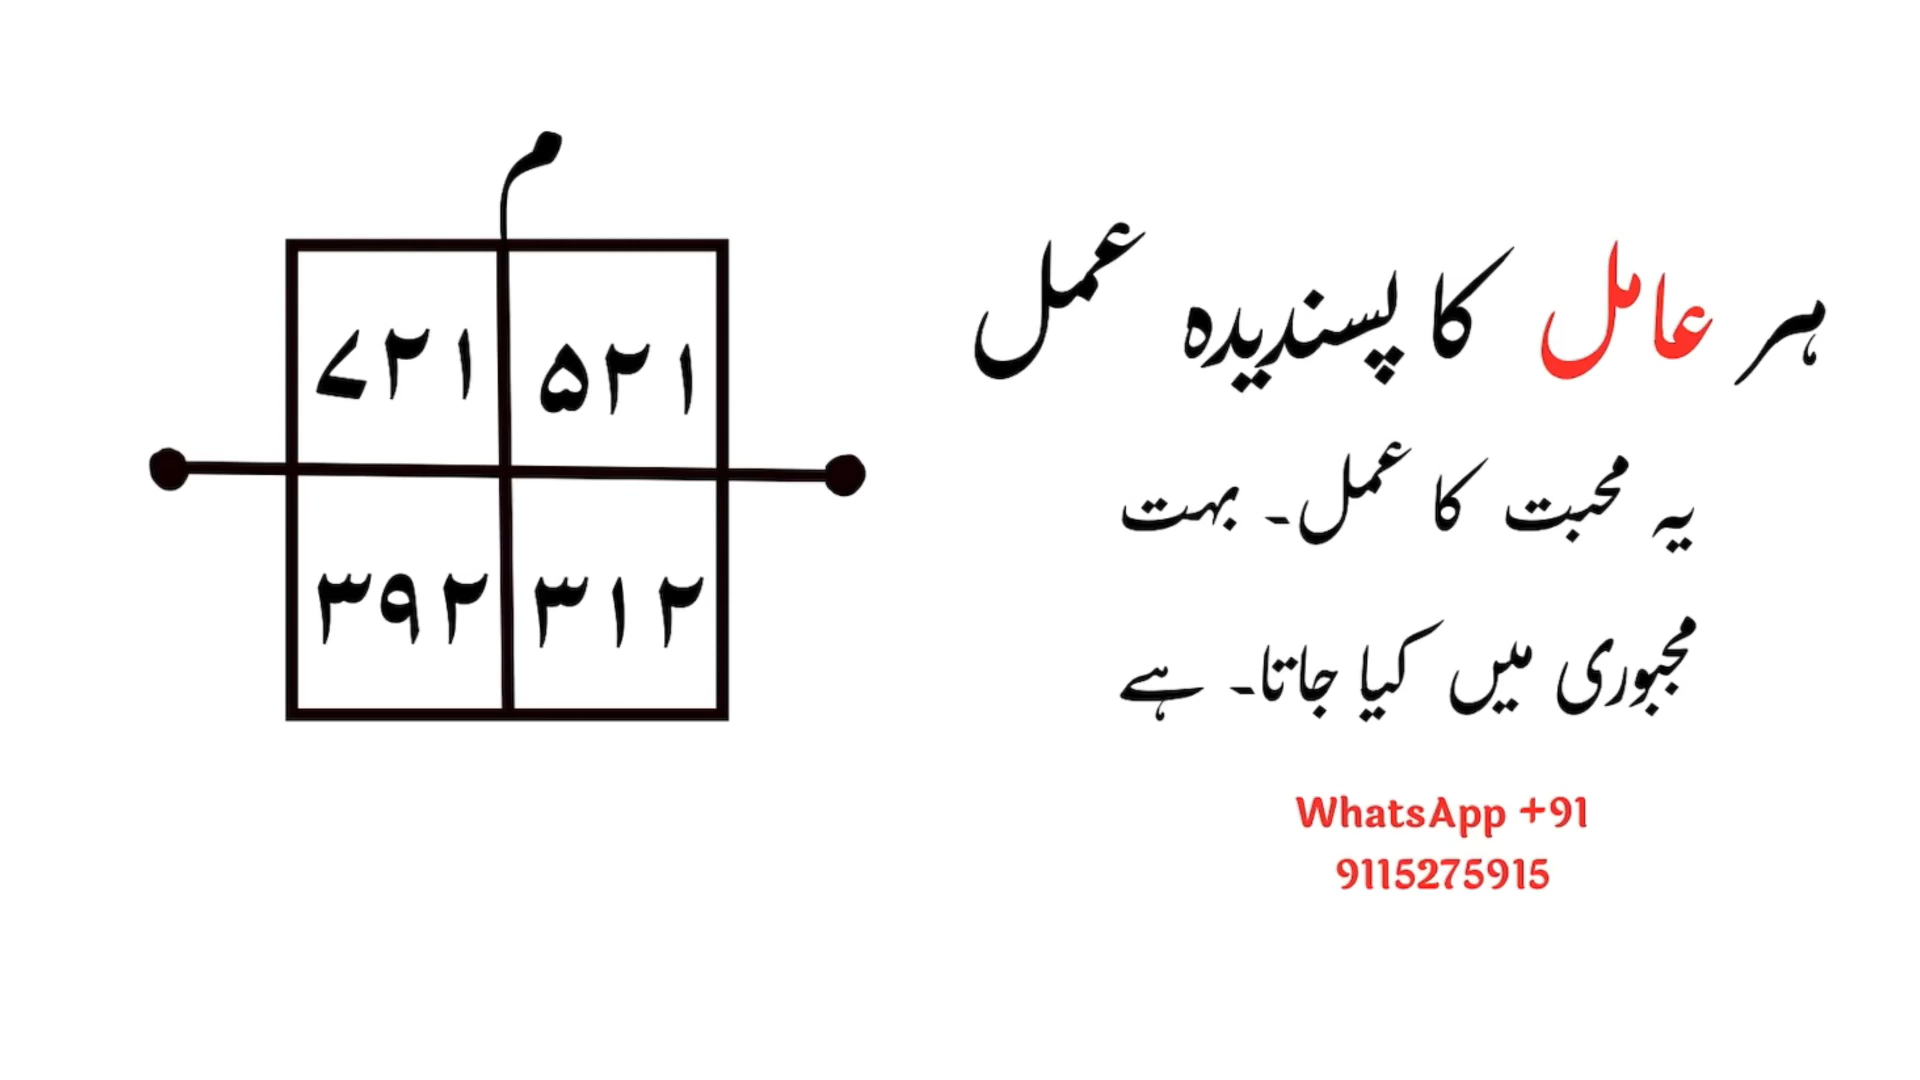 م
۷۲۱ ۵۲۱
۳۹۲ ۳۱۲
ہر عامل کا پسندیدہ عمل
یہ محبت کا عمل۔ بہت
مجبوری میں کیا جاتا۔ ہے
WhatsApp +91
9115275915